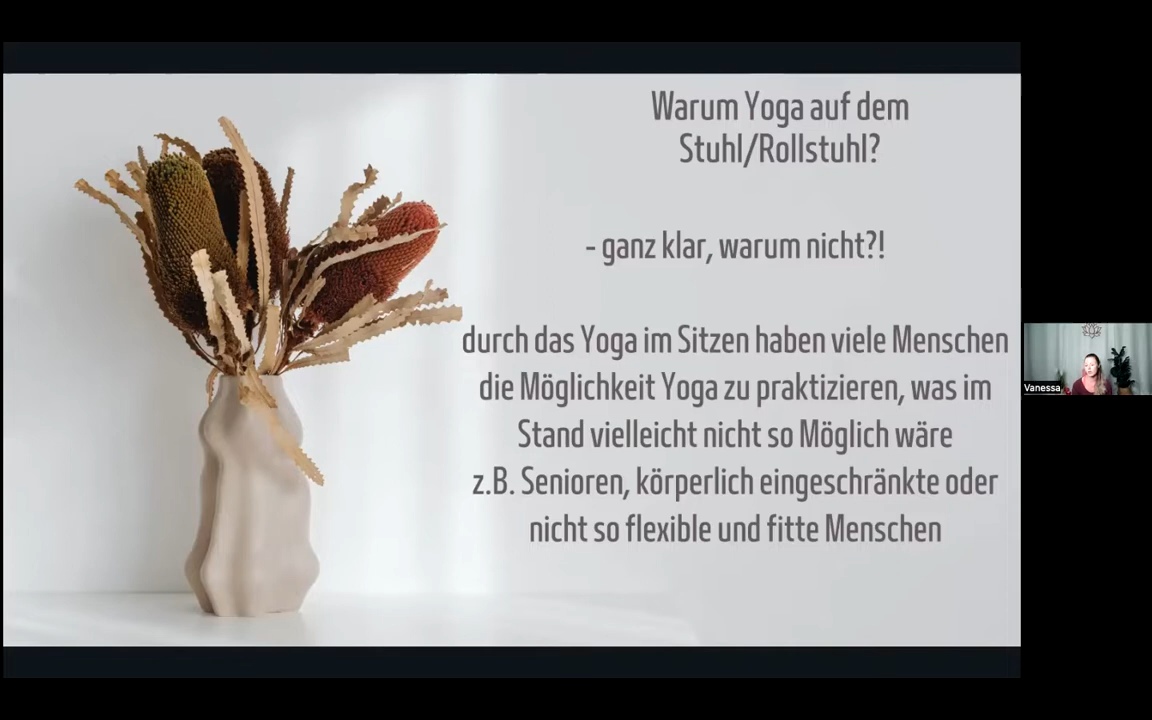 Warum Yoga auf dem
Stuhl/Rollstuhl?
- ganz klar, warum nicht?!
durch das Yoga im Sitzen haben viele Menschen
die Möglichkeit Yoga zu praktizieren, was im
Stand vielleicht nicht so Möglich wäre
z.B. Senioren, körperlich eingeschränkte oder
nicht so flexible und fitte Menschen
Vanessa